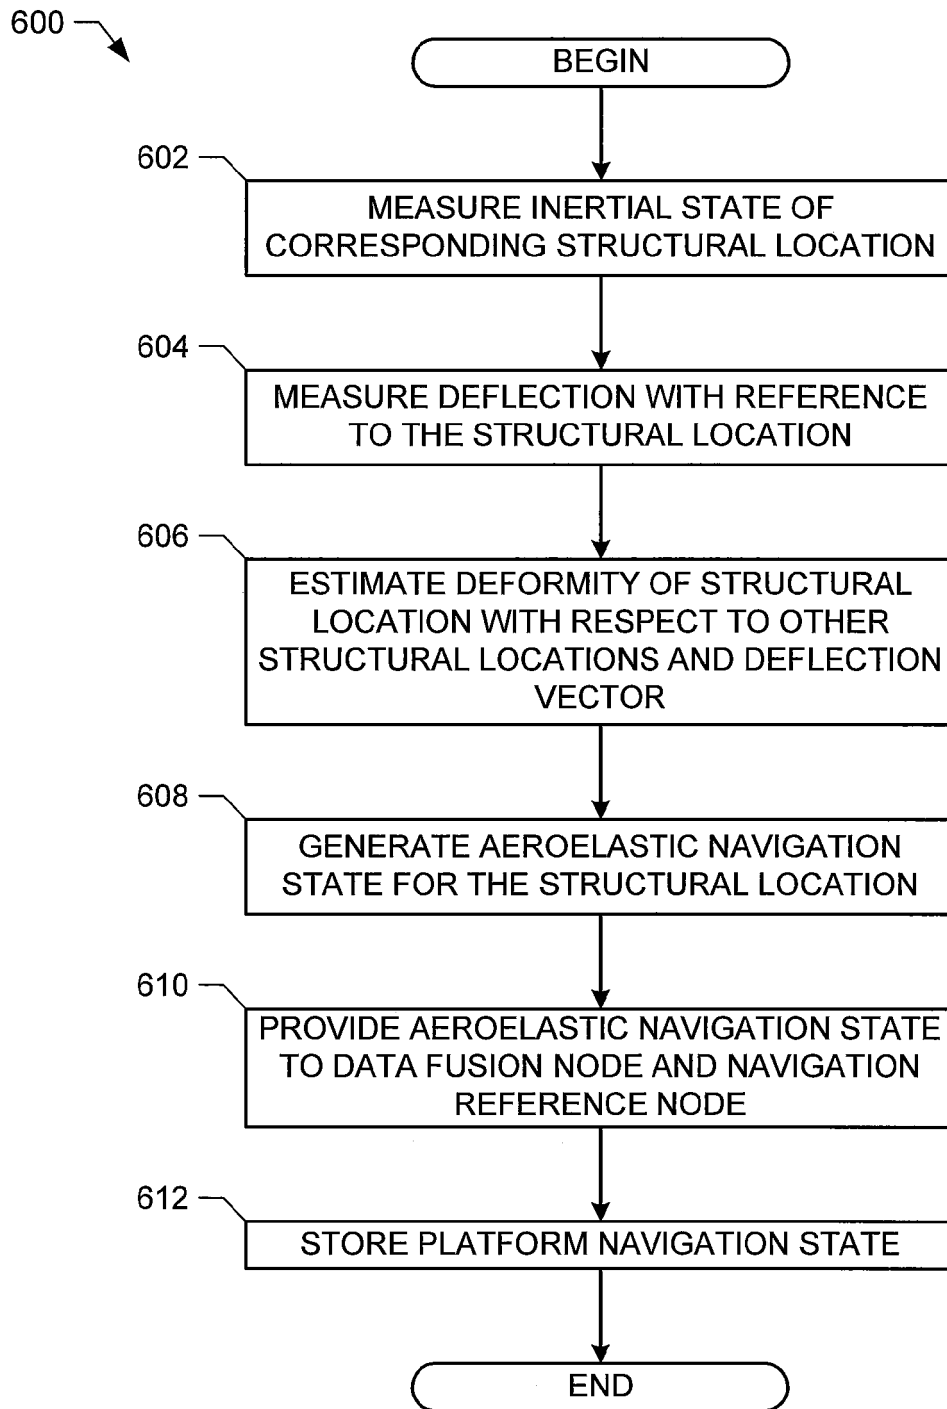 600
BEGIN
602
MEASURE INERTIAL STATE OF
CORRESPONDING STRUCTURAL LOCATION
604
MEASURE DEFLECTION WITH REFERENCE
TO THE STRUCTURAL LOCATION
606
ESTIMATE DEFORMITY OF STRUCTURAL
LOCATION WITH RESPECT TO OTHER
STRUCTURAL LOCATIONS AND DEFLECTION
VECTOR
608
GENERATE AEROELASTIC NAVIGATION
STATE FOR THE STRUCTURAL LOCATION
610
PROVIDE AEROELASTIC NAVIGATION STATE
TO DATA FUSION NODE AND NAVIGATION
REFERENCE NODE
612
STORE PLATFORM NAVIGATION STATE
END